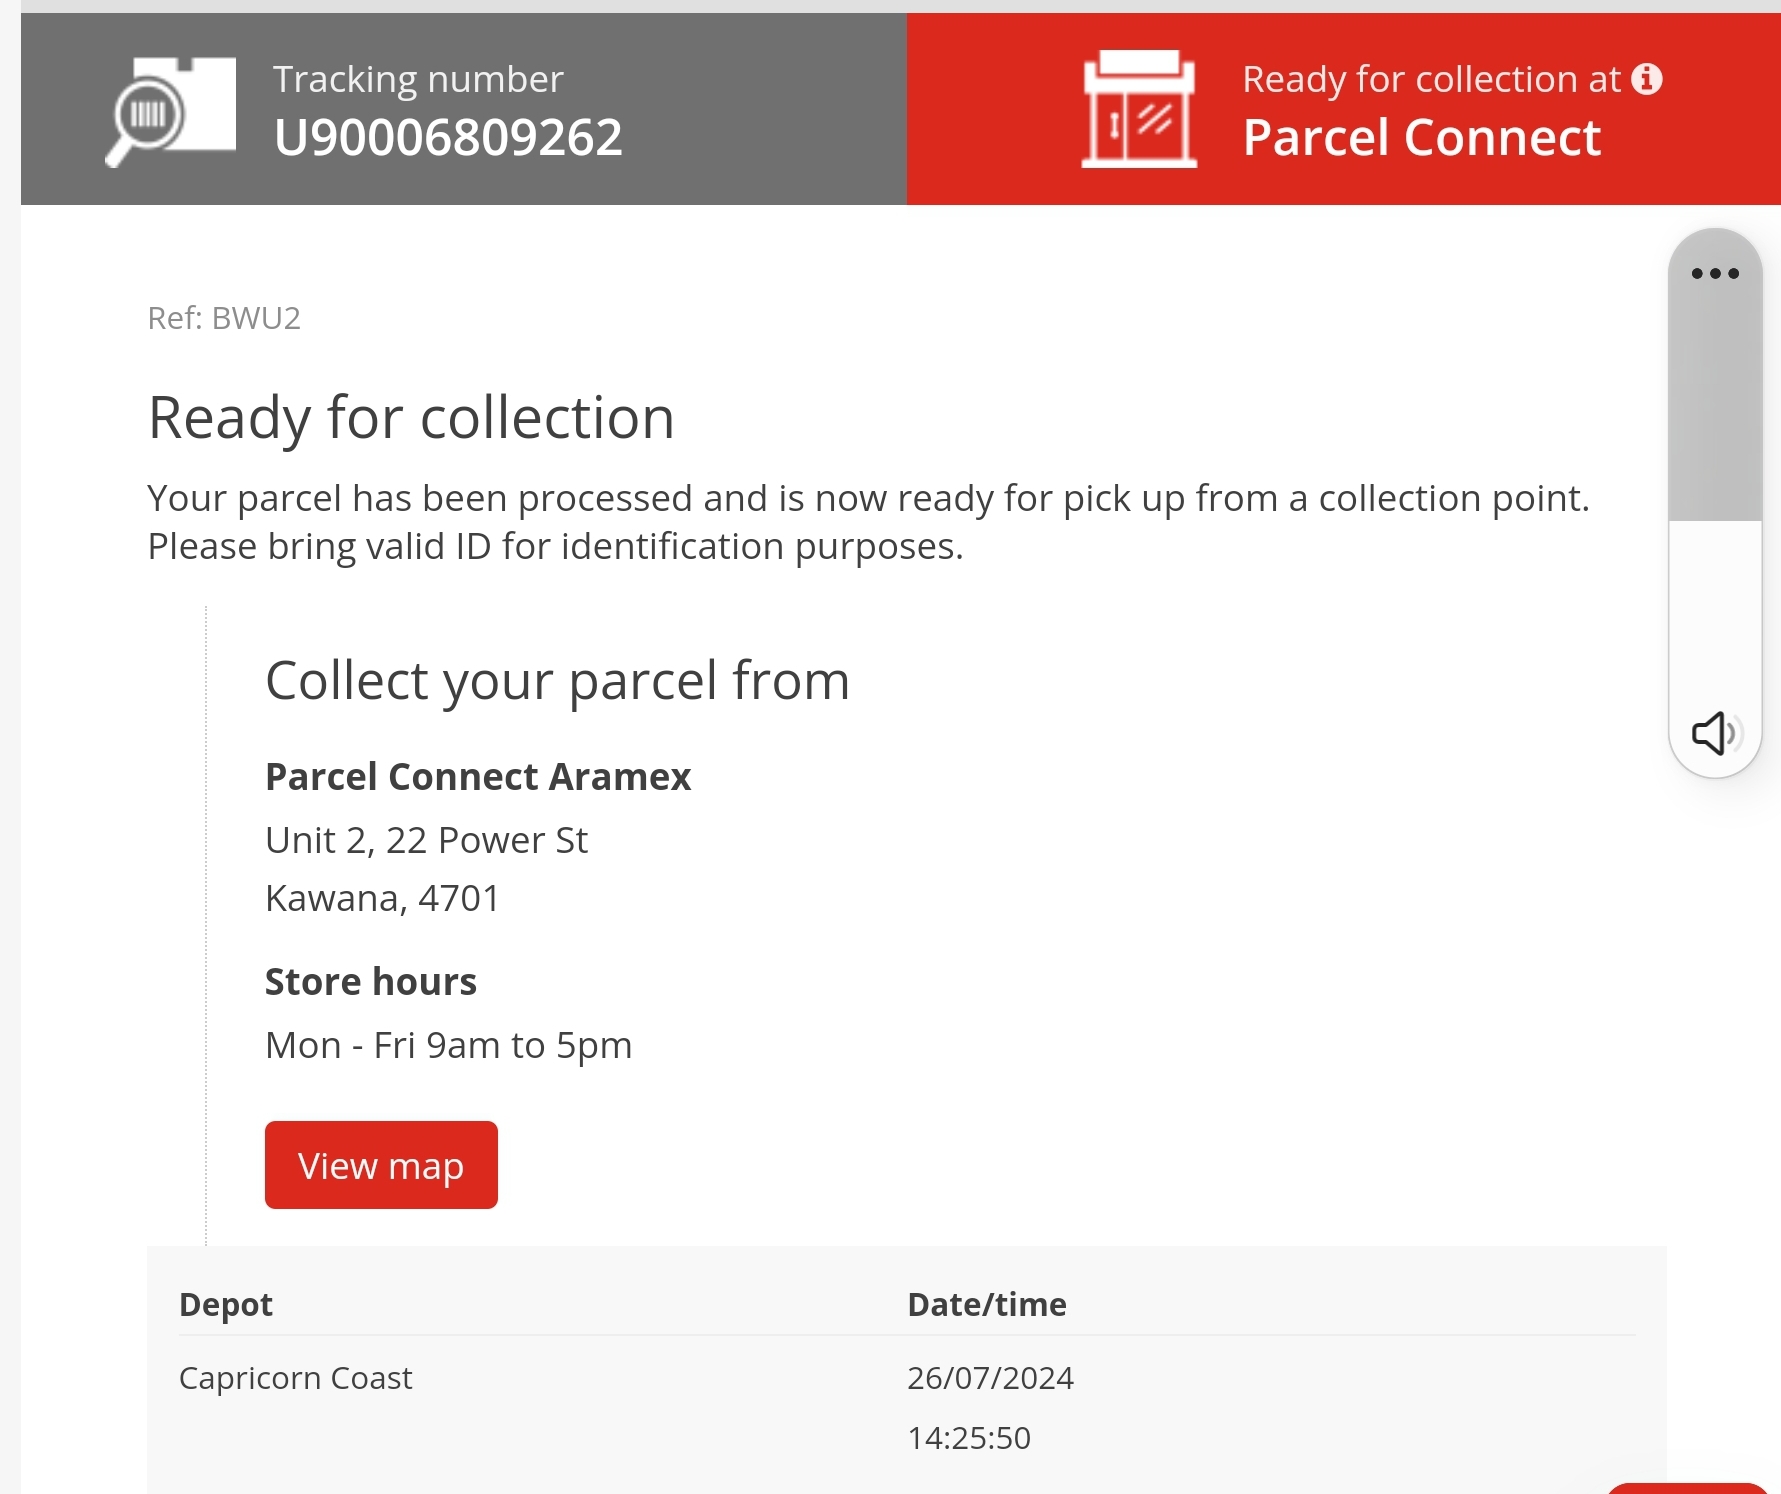 Tracking number
U90006809262
Ready for collection at
Parcel Connect
Ref: BWU2
Ready for collection
Your parcel has been processed and is now ready for pick up from a collection point.
Please bring valid ID for identification purposes.
Collect your parcel from
Parcel Connect Aramex
Unit 2, 22 Power St
Kawana, 4701
Store hours
Mon - Fri 9am to 5pm
View map
Depot
Date/time
Capricorn Coast
26/07/2024
14:25:50